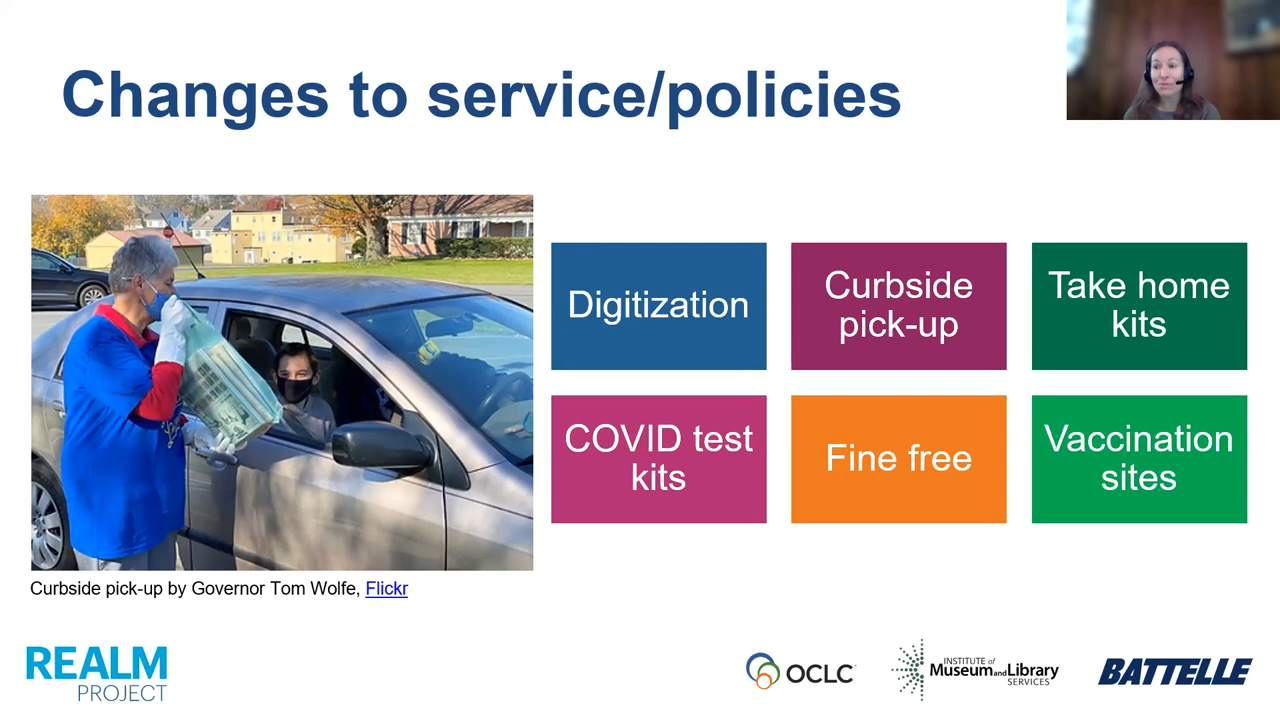 Changes to service/policies
Digitization
Curbside
pick-up
Take home
kits
COVID test
kits
Fine free
Vaccination
sites
Curbside pick-up by Governor Tom Wolfe, Flickr
REALM
PROJECT
OCLC
INSTITUTE of
Museum and Library
SERVICES
BATTELLE